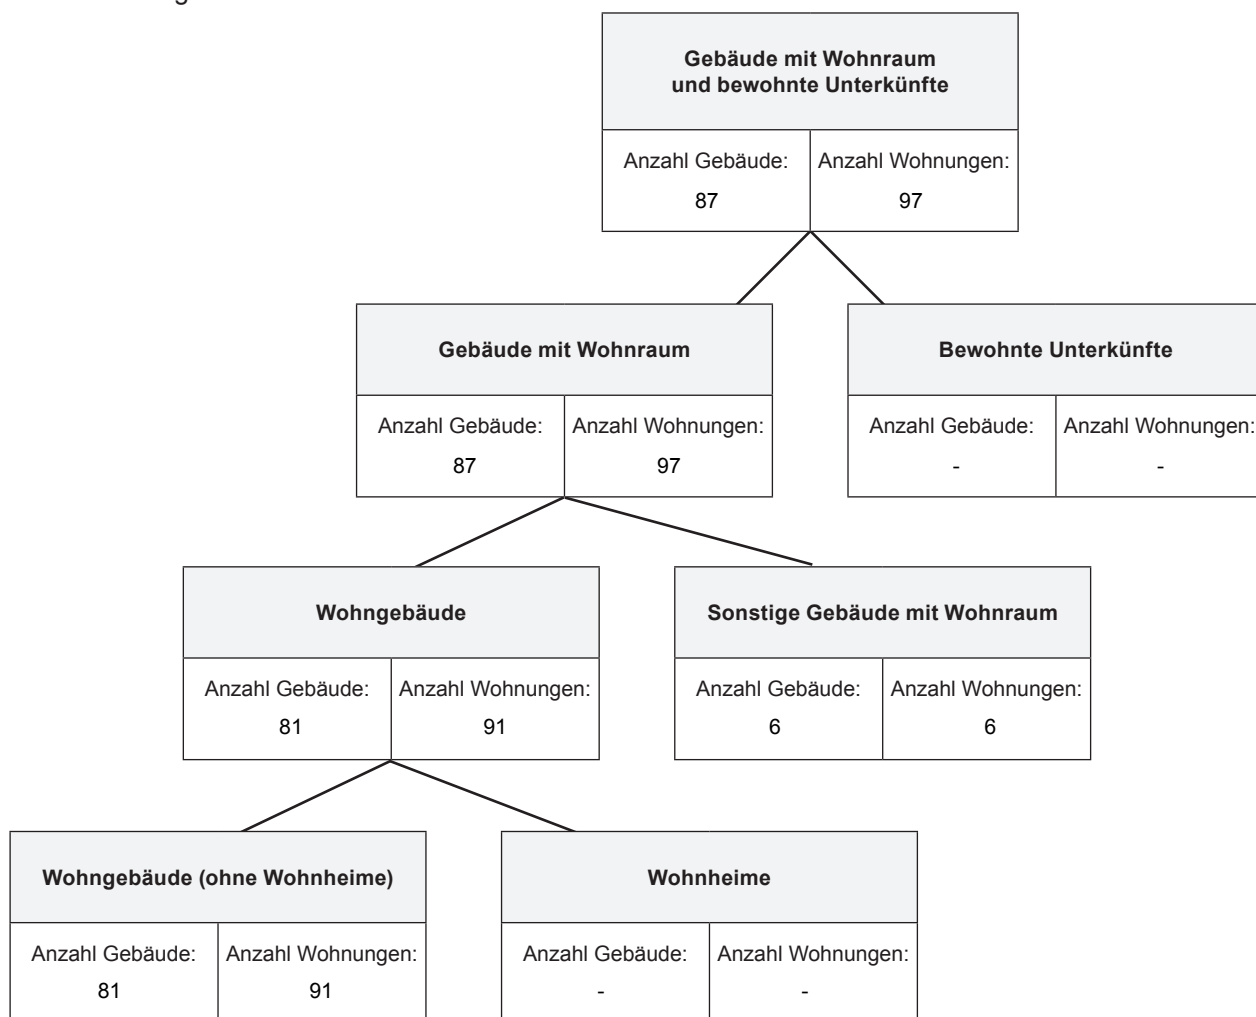 Gebäude mit Wohnraum
und bewohnte Unterkünfte
Anzahl Gebäude: Anzahl Wohnungen:
87 97
Gebäude mit Wohnraum
Anzahl Gebäude: Anzahl Wohnungen:
87 97
Bewohnte Unterkünfte
Anzahl Gebäude: Anzahl Wohnungen:
- -
Wohngebäude
Anzahl Gebäude: Anzahl Wohnungen:
81 91
Sonstige Gebäude mit Wohnraum
Anzahl Gebäude: Anzahl Wohnungen:
6 6
Wohngebäude (ohne Wohnheime)
Anzahl Gebäude: Anzahl Wohnungen:
81 91
Wohnheime
Anzahl Gebäude: Anzahl Wohnungen:
- -